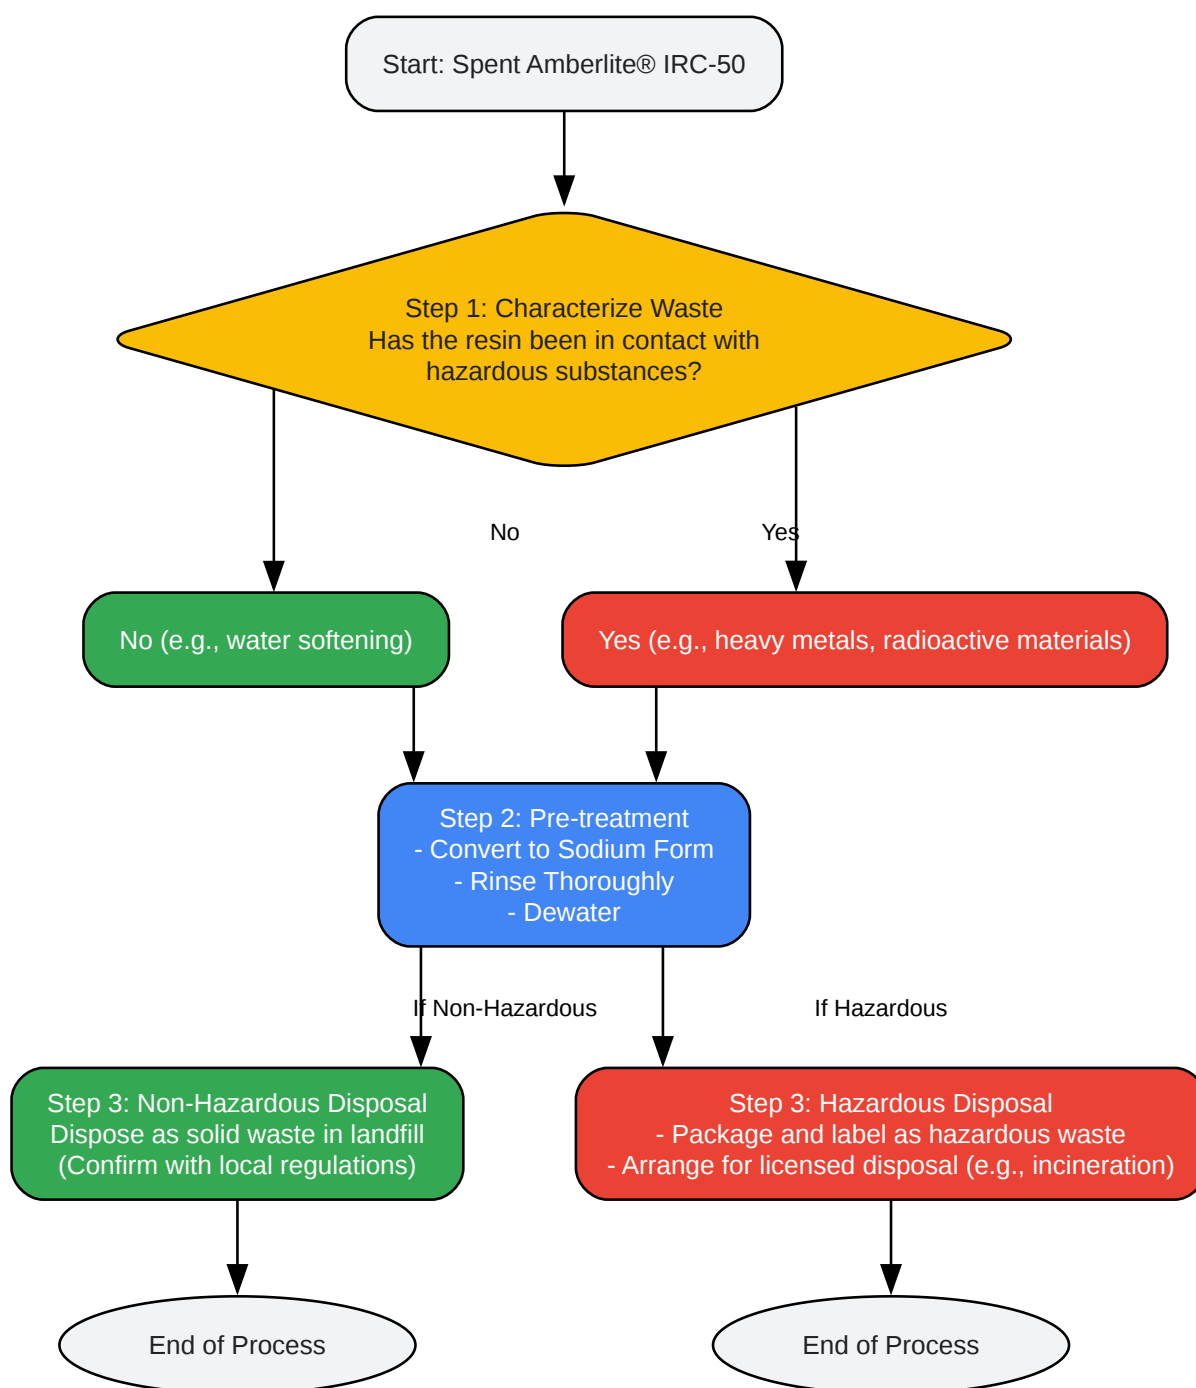 Start: Spent Amberlite® IRC-50
Step 1: Characterize Waste
Has the resin been in contact with
hazardous substances?
No
Yes
No (e.g., water softening)
Yes (e.g., heavy metals, radioactive materials)
Step 2: Pre-treatment
- Convert to Sodium Form
- Rinse Thoroughly
- Dewater
If Non-Hazardous
If Hazardous
Step 3: Non-Hazardous Disposal
Dispose as solid waste in landfill
(Confirm with local regulations)
Step 3: Hazardous Disposal
- Package and label as hazardous waste
- Arrange for licensed disposal (e.g., incineration)
End of Process
End of Process